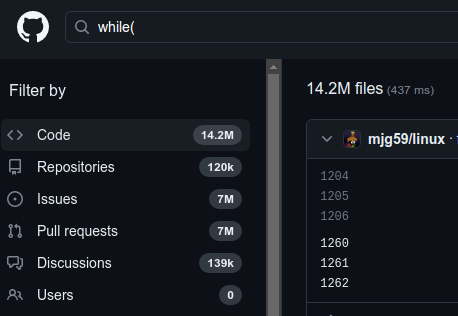 while(
Filter by
Code 14.2M
Repositories 120k
Issues 7M
Pull requests 7M
Discussions 139k
Users 0
14.2M files (437 ms)
mjg59/linux ·
1204
1205
1206
1260
1261
1262